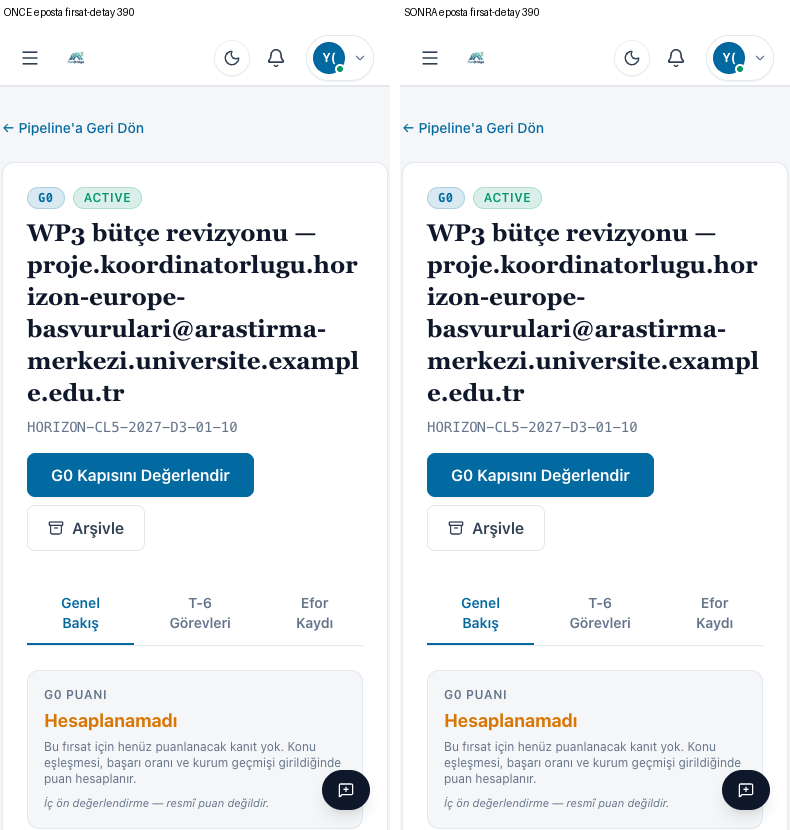 ONCE eposta firsat-detay 390
Y(
← Pipeline'a Geri Dön
G0 ACTIVE
WP3 bütçe revizyonu —
proje.koordinatorlugu.hor
izon-europe-
basvurulari@arastirma-
merkezi.universite.exampl
e.edu.tr
HORIZON-CL5-2027-D3-01-10
G0 Kapısını Değerlendir
Arşivle
Genel Bakış
T-6 Görevleri
Efor Kaydı
G0 PUANI
Hesaplanamadı
Bu fırsat için henüz puanlanacak kanıt yok. Konu
eşleşmesi, başarı oranı ve kurum geçmişi girildiğinde
puan hesaplanır.
İç ön değerlendirme — resmî puan değildir.
SONRA eposta firsat-detay 390
Y(
← Pipeline'a Geri Dön
G0 ACTIVE
WP3 bütçe revizyonu —
proje.koordinatorlugu.hor
izon-europe-
basvurulari@arastirma-
merkezi.universite.exampl
e.edu.tr
HORIZON-CL5-2027-D3-01-10
G0 Kapısını Değerlendir
Arşivle
Genel Bakış
T-6 Görevleri
Efor Kaydı
G0 PUANI
Hesaplanamadı
Bu fırsat için henüz puanlanacak kanıt yok. Konu
eşleşmesi, başarı oranı ve kurum geçmişi girildiğinde
puan hesaplanır.
İç ön değerlendirme — resmî puan değildir.